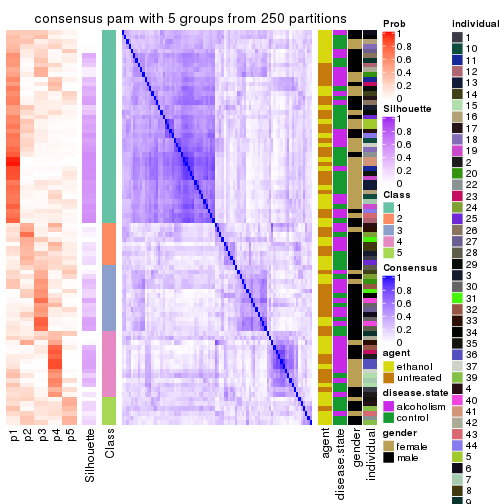 consensus pam with 5 groups from 250 partitions
p1
p2
p3
p4
p5
Silhouette
Class
agent
disease.state
gender
individual
Prob
1
0.8
0.6
0.4
0.2
0
Silhouette
1
0.8
0.6
0.4
0.2
0
Class
1
2
3
4
5
Consensus
1
0.8
0.6
0.4
0.2
0
agent
ethanol
untreated
disease.state
alcoholism
control
gender
female
male
individual
1
10
11
12
13
14
15
16
17
18
19
2
20
22
23
24
25
26
27
28
29
3
30
31
32
33
34
35
36
37
39
4
40
41
42
43
44
5
6
7
8
9